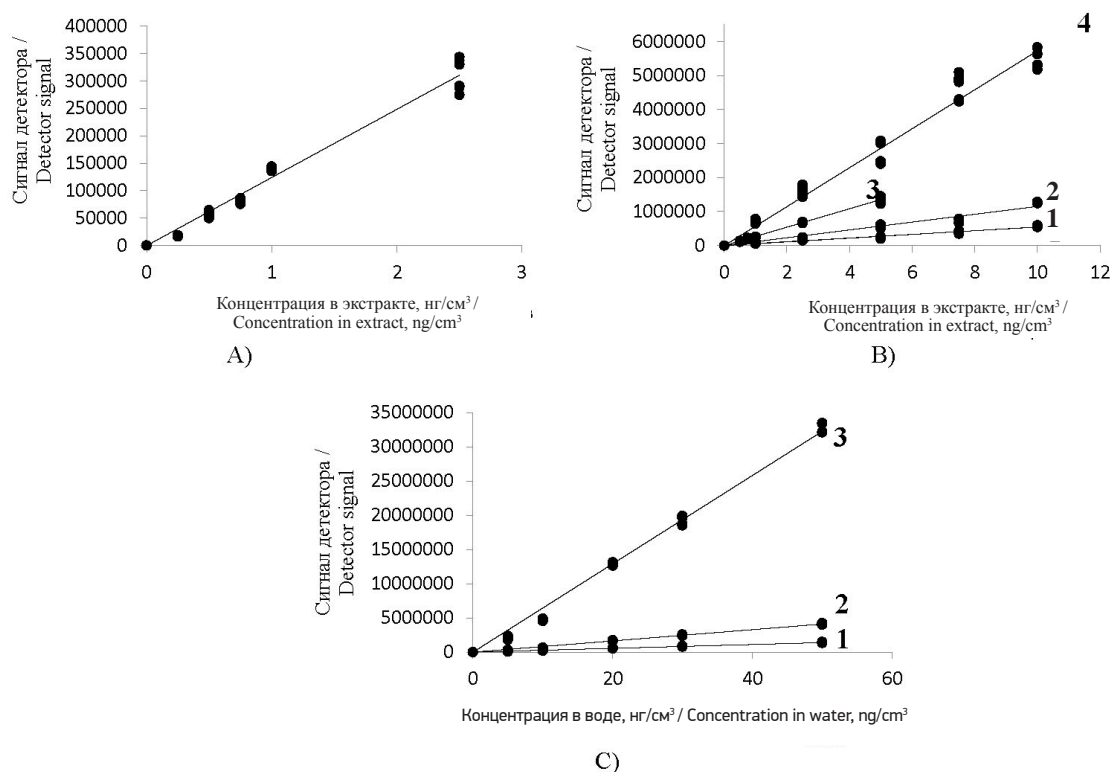 400000
350000
300000
250000
200000
150000
100000
50000
0
Сигнал детектора /
Detector signal
0 1 2 3
Концентрация в экстракте, нг/см³ /
Concentration in extract, ng/cm³
A)
6000000
5000000
4000000
3000000
2000000
1000000
0
Сигнал детектора /
Detector signal
4
3
2
1
0 2 4 6 8 10 12
Концентрация в экстракте, нг/см³ /
Concentration in extract, ng/cm³
B)
35000000
30000000
25000000
20000000
15000000
10000000
5000000
0
Сигнал детектора /
Detector signal
3
2
1
0 20 40 60
Концентрация в воде, нг/см³ / Concentration in water, ng/cm³
C)